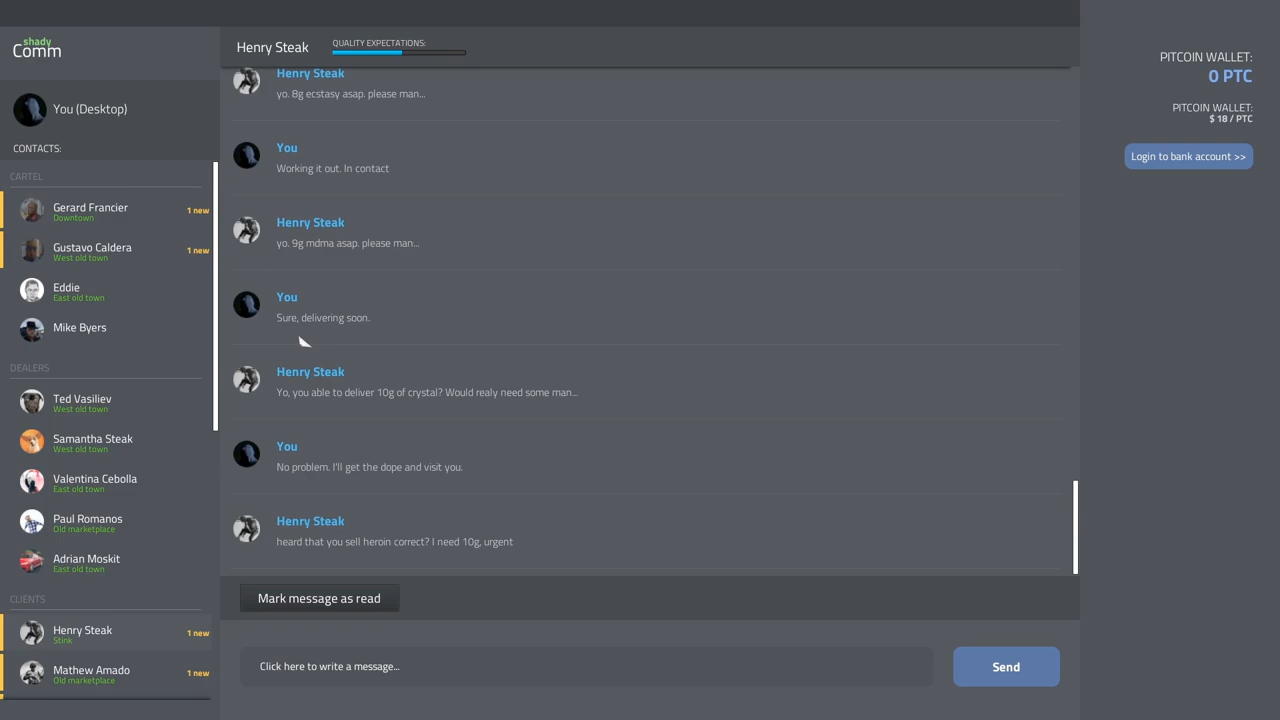 shady
Comm
You (Desktop)
CONTACTS:
CARTEL
Gerard Francier
Downtown
1 new
Gustavo Caldera
West old town
1 new
Eddie
East old town
Mike Byers
DEALERS
Ted Vasiliev
West old town
Samantha Steak
West old town
Valentina Cebolla
East old town
Paul Romanos
Old marketplace
Adrian Moskit
East old town
CLIENTS
Henry Steak
Stink
1 new
Mathew Amado
Old marketplace
1 new
Henry Steak
QUALITY EXPECTATIONS:
Henry Steak
yo. 8g ecstasy asap. please man...
You
Working it out. In contact
Henry Steak
yo. 9g mdma asap. please man...
You
Sure, delivering soon.
Henry Steak
Yo, you able to deliver 10g of crystal? Would realy need some man...
You
No problem. I'll get the dope and visit you.
Henry Steak
heard that you sell heroin correct? I need 10g, urgent
Mark message as read
Click here to write a message...
Send
PITCOIN WALLET:
0 PTC
PITCOIN WALLET:
$ 18 / PTC
Login to bank account >>